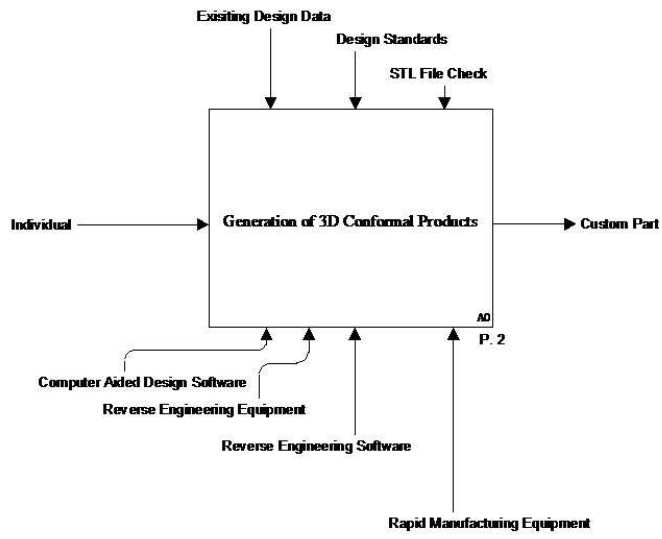 Exisiting Design Data
Design Standards
STL File Check
Individual
Generation of 3D Conformal Products
Custom Part
A0
P. 2
Computer Aided Design Software
Reverse Engineering Equipment
Reverse Engineering Software
Rapid Manufacturing Equipment